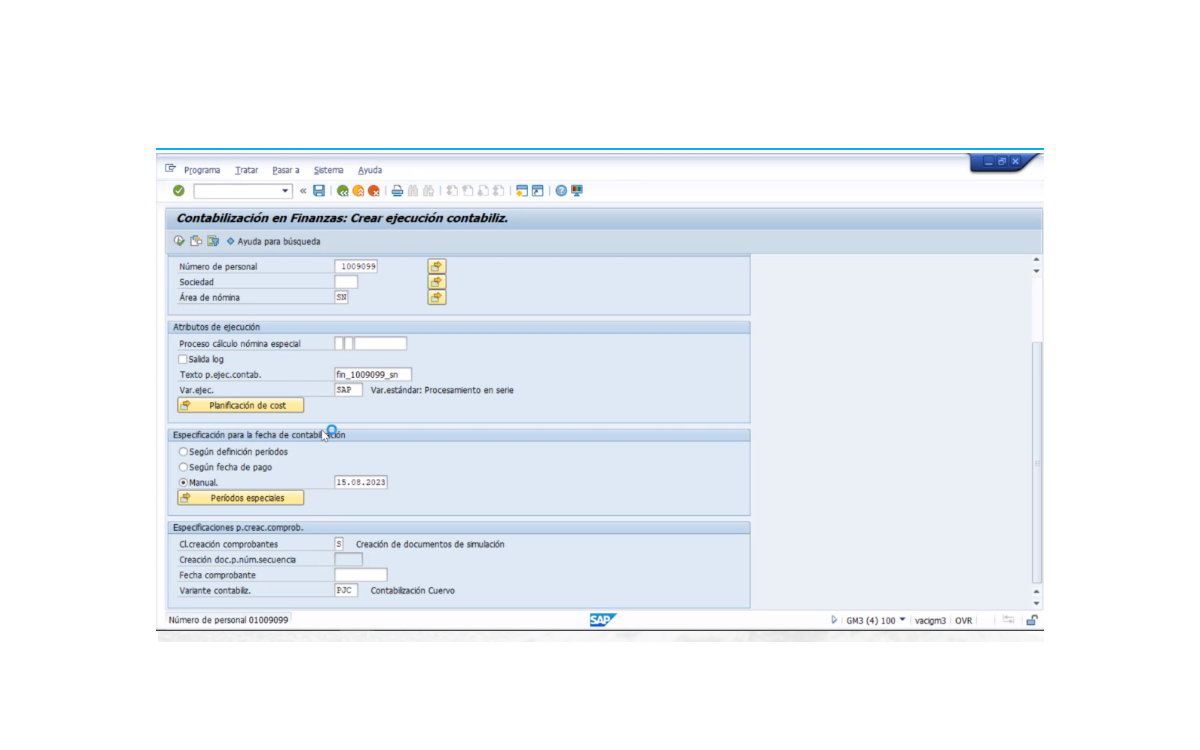 Programa Tratar Pasar a Sistema Ayuda
Contabilización en Finanzas: Crear ejecución contabiliz.
Ayuda para búsqueda
Número de personal 1009099
Sociedad
Área de nómina SN
Atributos de ejecución
Proceso cálculo nómina especial
Salida log
Texto p.ejec.contab. fin_1009099_sn
Var.ejec. SAP Var.estándar: Procesamiento en serie
Planificación de cost
Especificación para la fecha de contabilización
Según definición períodos
Según fecha de pago
Manual. 15.08.2023
Períodos especiales
Especificaciones p.creac.comprob.
Cl.creación comprobantes S Creación de documentos de simulación
Creación doc.p.núm.secuencia
Fecha comprobante
Variante contabiliz. PJC Contabilización Cuervo
Número de personal 01009099 SAP GM3 (4) 100 vacigm3 OVR